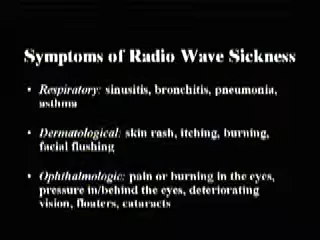 Symptoms of Radio Wave Sickness
• Respiratory: sinusitis, bronchitis, pneumonia,
asthma
• Dermatological: skin rash, itching, burning,
facial flushing
• Ophthalmologic: pain or burning in the eyes,
pressure in/behind the eyes, deteriorating
vision, floaters, cataracts